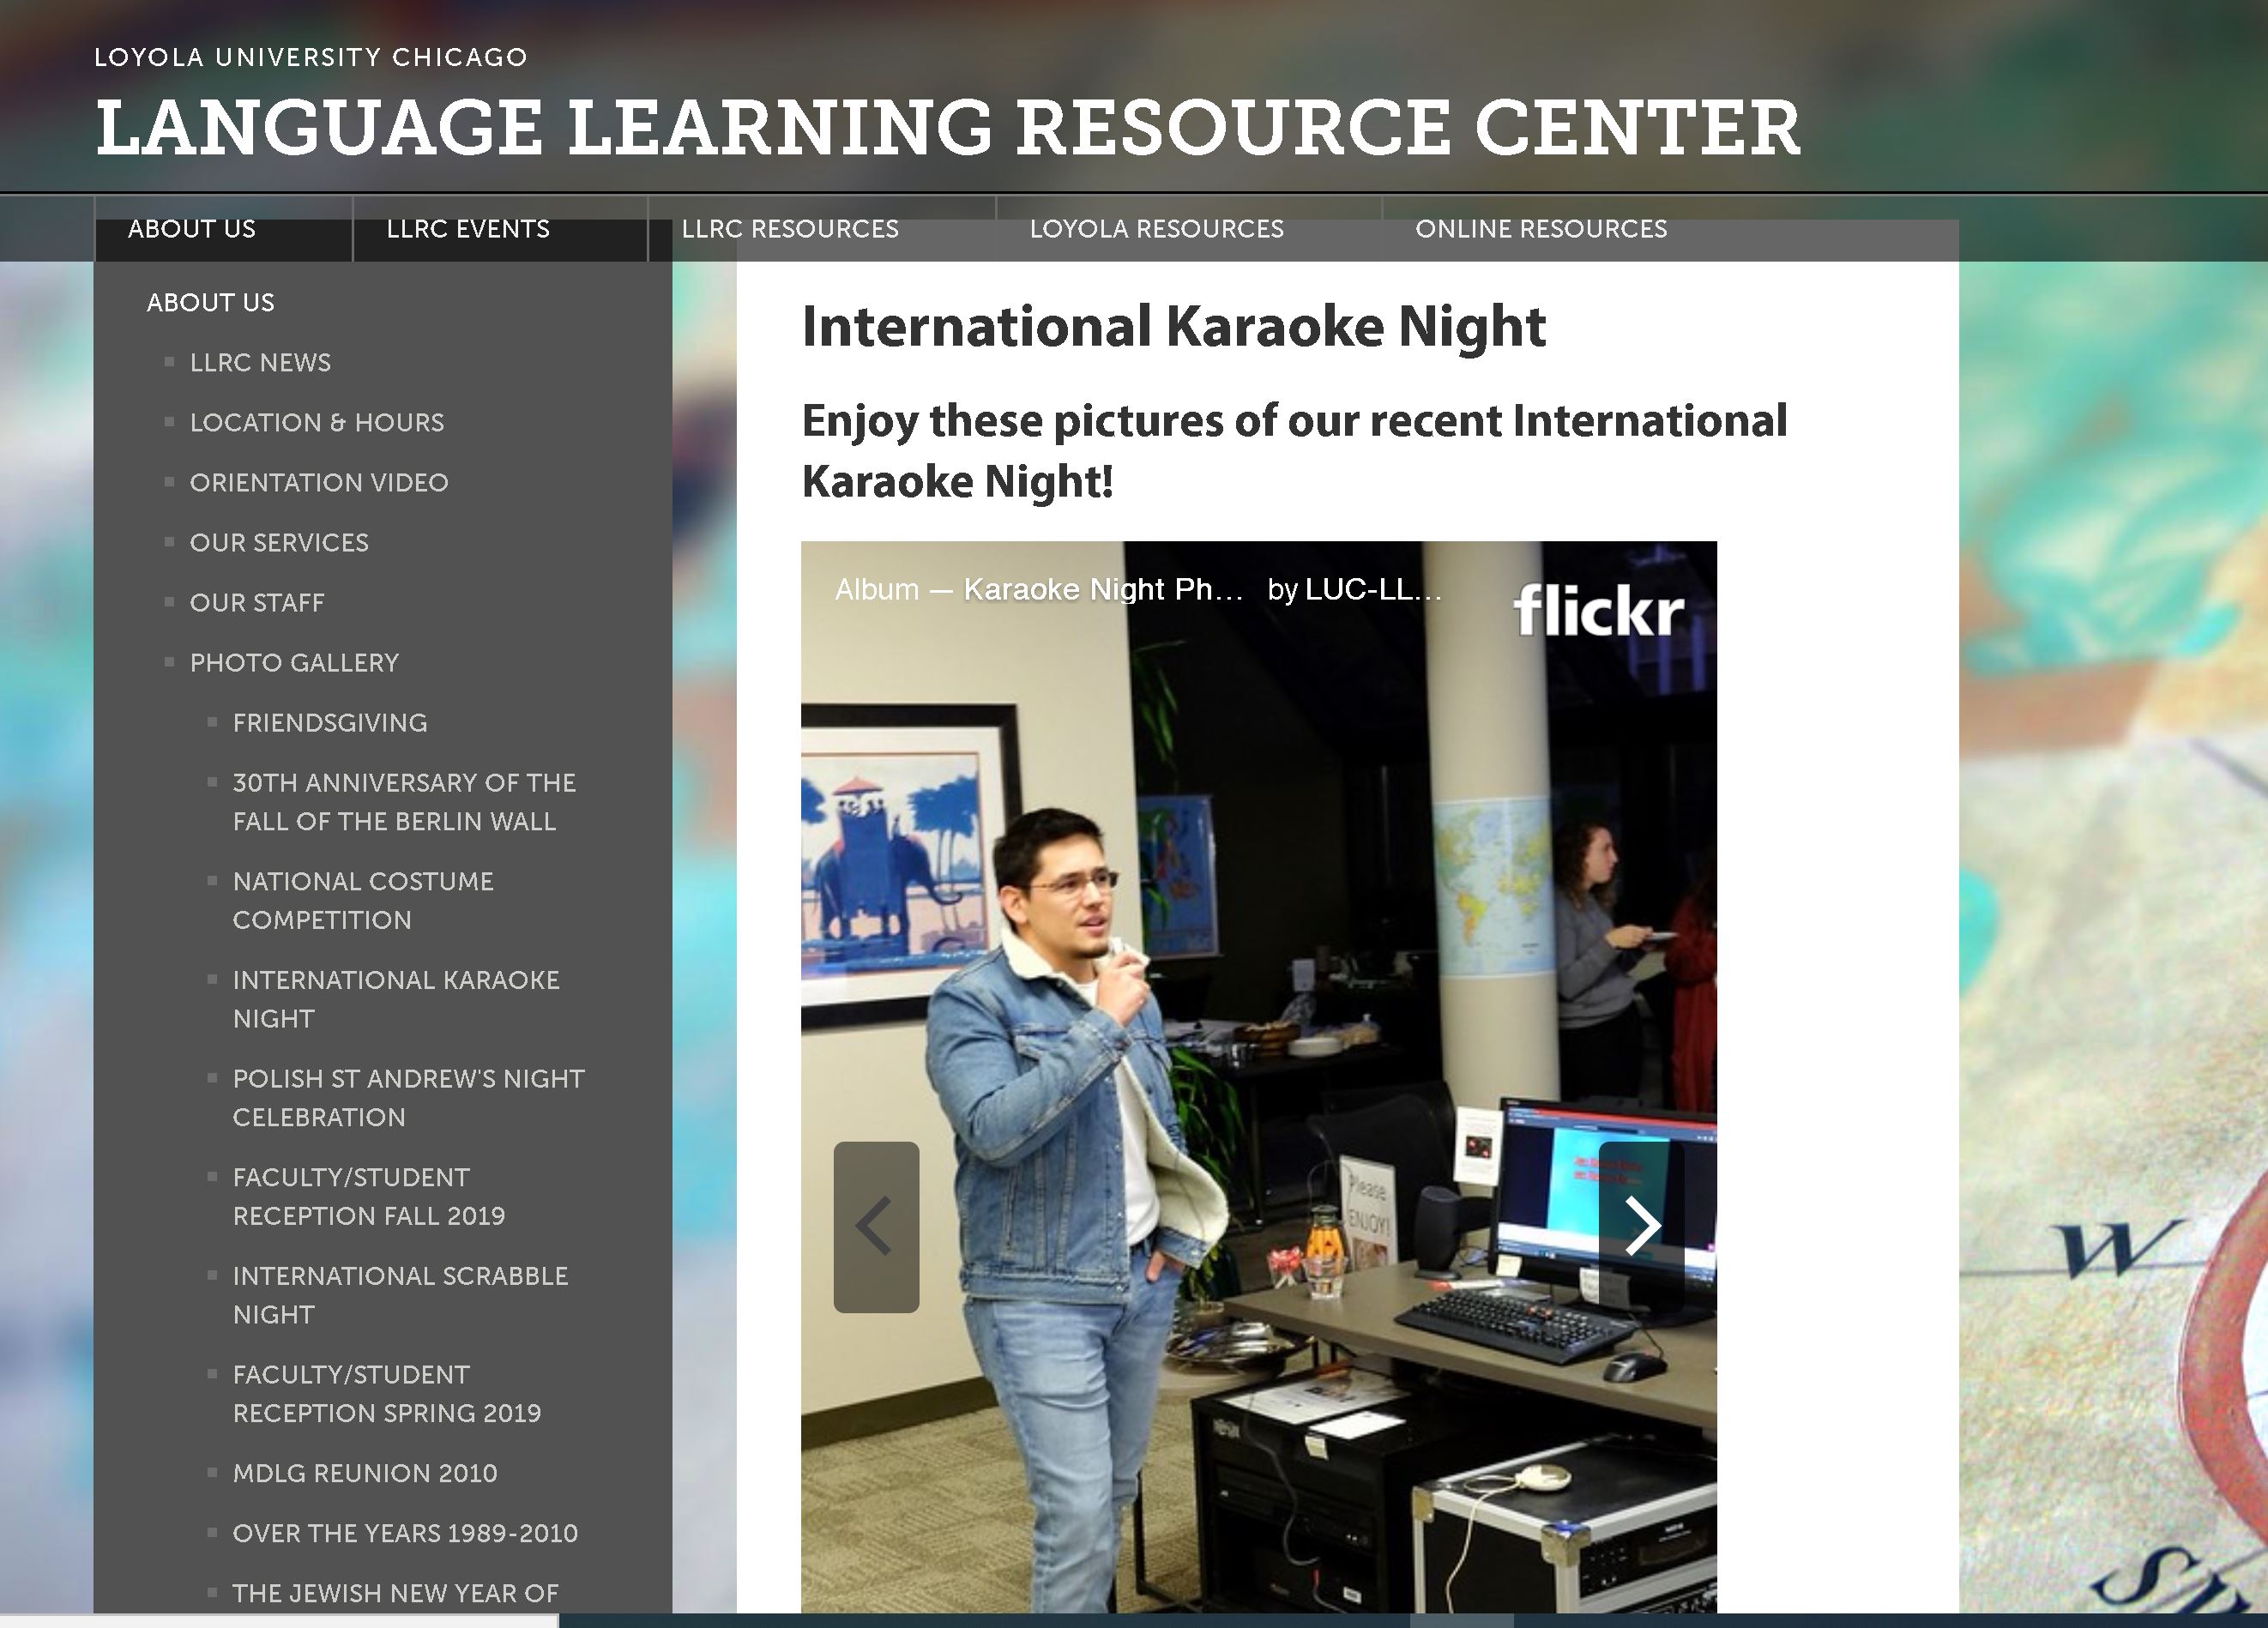 LOYOLA UNIVERSITY CHICAGO
LANGUAGE LEARNING RESOURCE CENTER
ABOUT US
LLRC EVENTS
LLRC RESOURCES
LOYOLA RESOURCES
ONLINE RESOURCES
ABOUT US
LLRC NEWS
LOCATION & HOURS
ORIENTATION VIDEO
OUR SERVICES
OUR STAFF
PHOTO GALLERY
FRIENDSGIVING
30TH ANNIVERSARY OF THE
FALL OF THE BERLIN WALL
NATIONAL COSTUME
COMPETITION
INTERNATIONAL KARAOKE
NIGHT
POLISH ST ANDREW'S NIGHT
CELEBRATION
FACULTY/STUDENT
RECEPTION FALL 2019
INTERNATIONAL SCRABBLE
NIGHT
FACULTY/STUDENT
RECEPTION SPRING 2019
MDLG REUNION 2010
OVER THE YEARS 1989-2010
THE JEWISH NEW YEAR OF
International Karaoke Night
Enjoy these pictures of our recent International
Karaoke Night!
Album — Karaoke Night Ph... by LUC-LL...
flickr
Please
ENJOY!
W